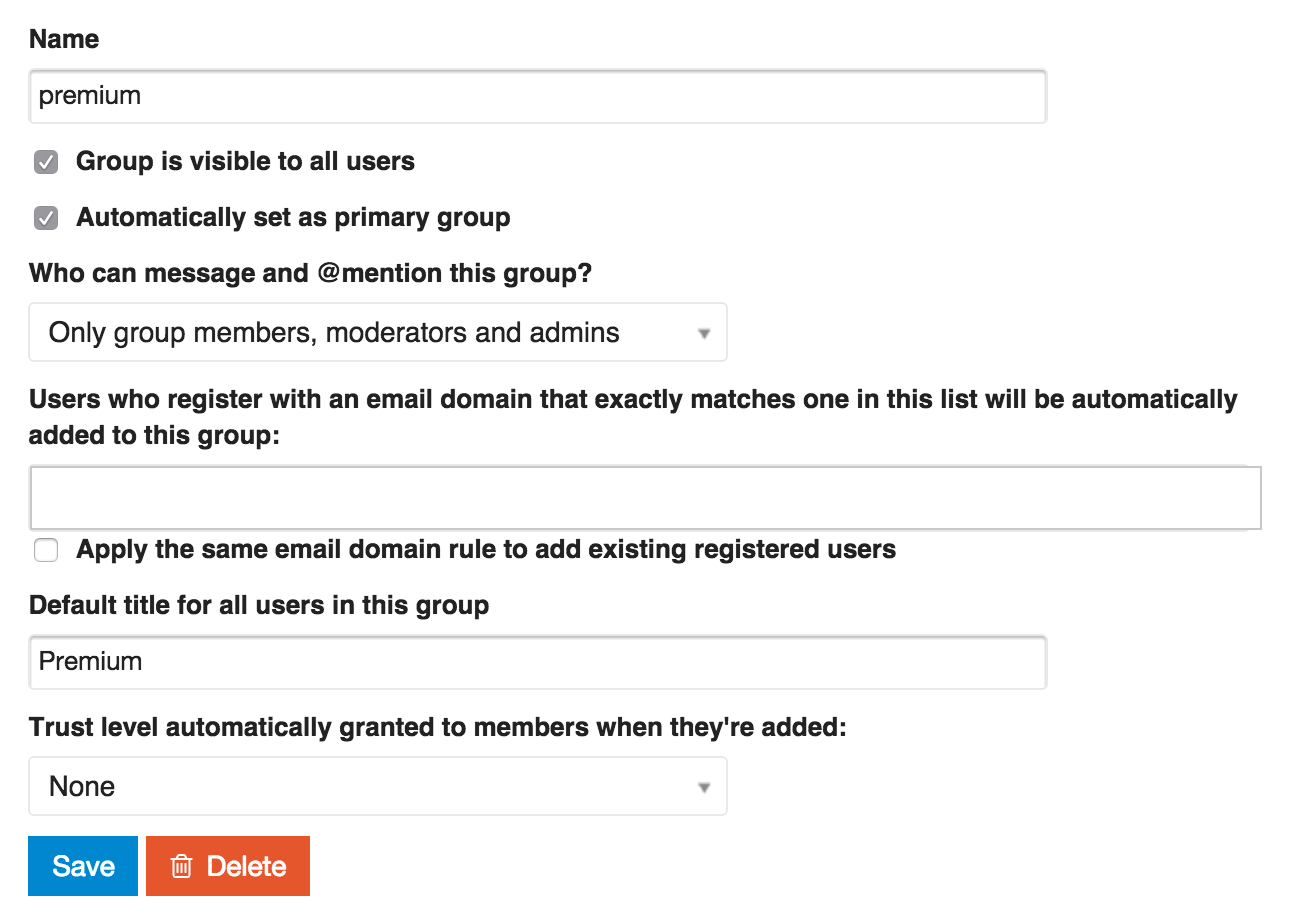 Name
premium
Group is visible to all users
Automatically set as primary group
Who can message and @mention this group?
Only group members, moderators and admins
Users who register with an email domain that exactly matches one in this list will be automatically
added to this group:
Apply the same email domain rule to add existing registered users
Default title for all users in this group
Premium
Trust level automatically granted to members when they're added:
None
Save Delete